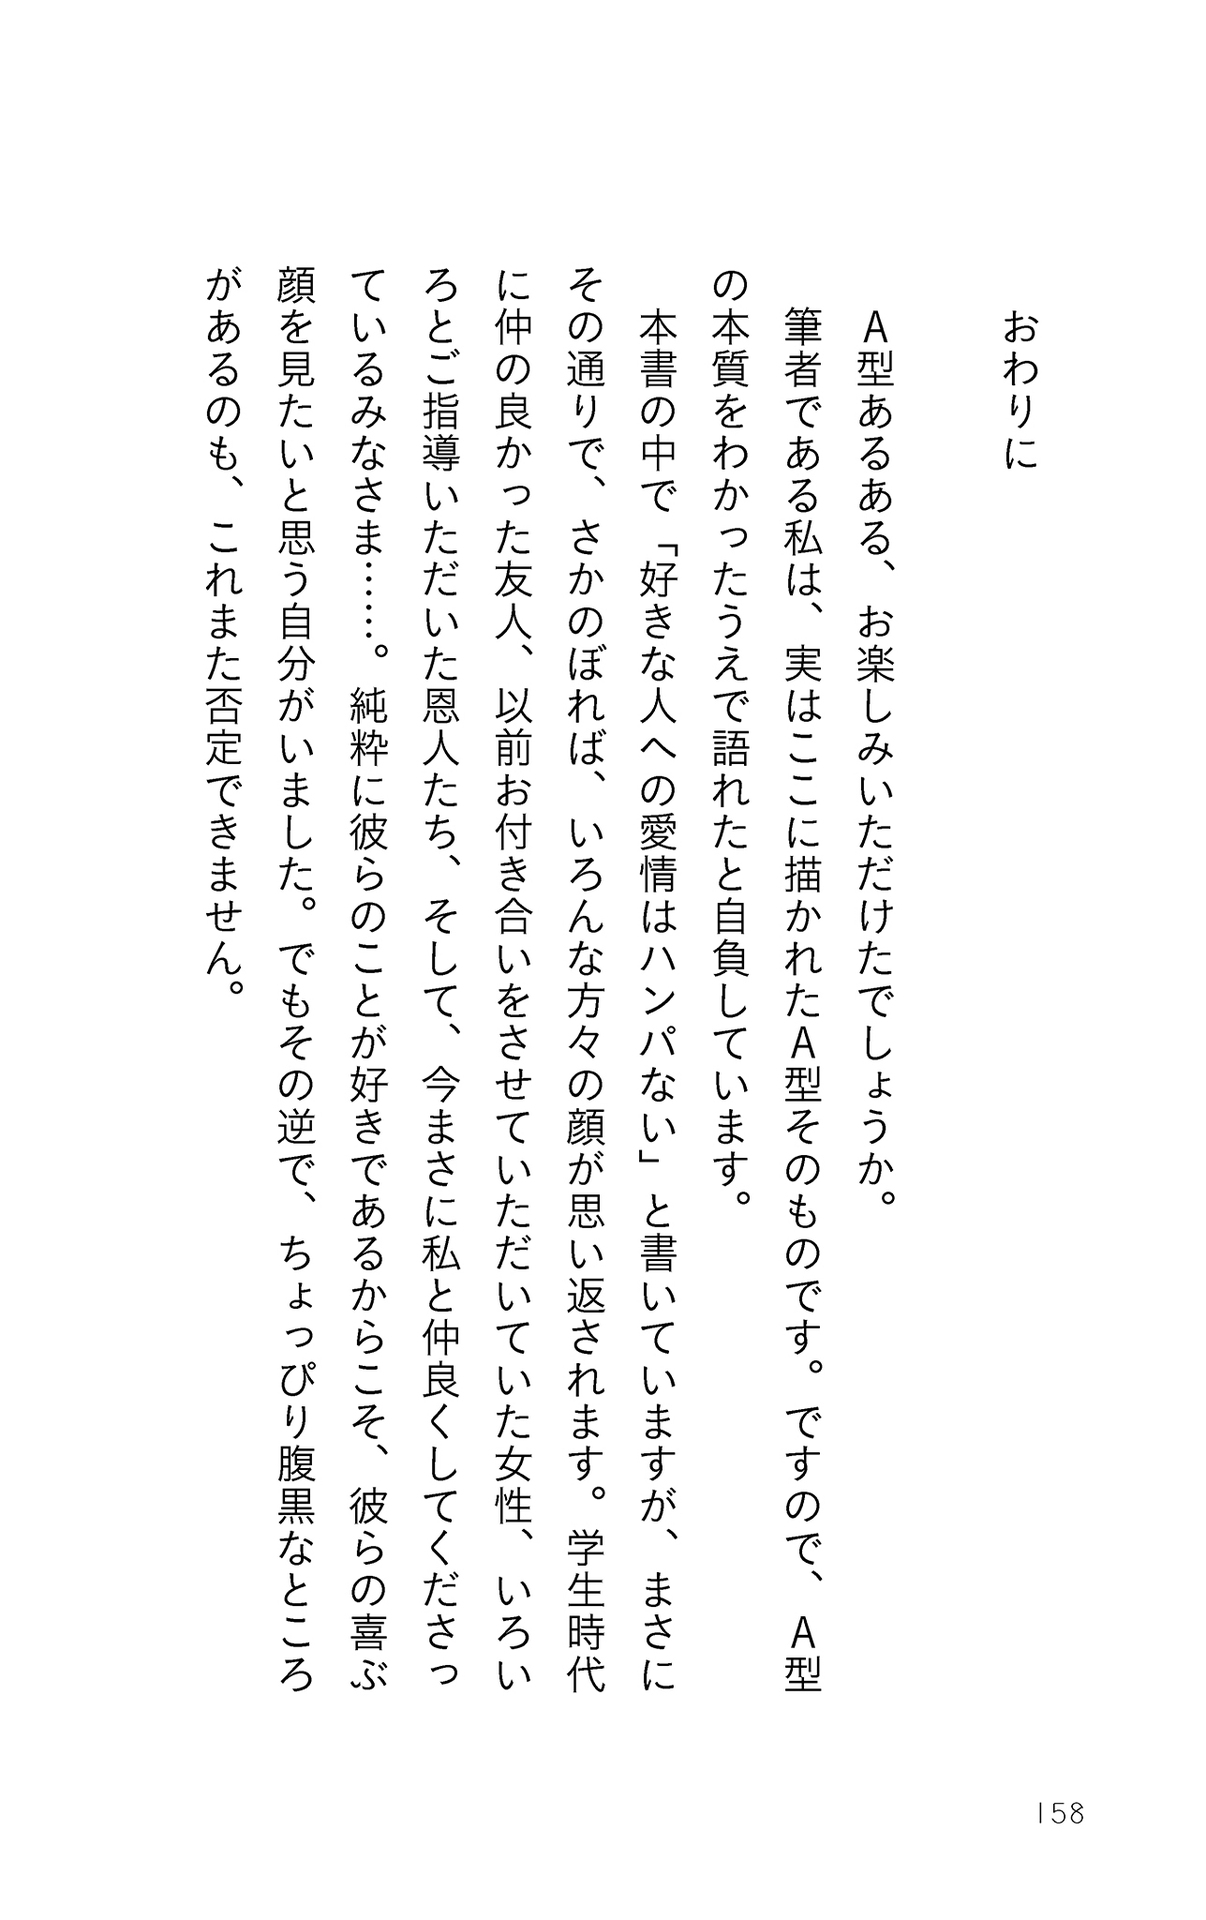 おわりに
A型あるある、お楽しみいただけたでしょうか。
筆者である私は、実はここに描かれたA型そのものです。ですので、A型
の本質をわかったうえで語れたと自負しています。
本書の中で「好きな人への愛情はハンパない」と書いていますが、まさに
その通りで、さかのぼれば、いろんな方々の顔が思い返されます。学生時代
に仲の良かった友人、以前お付き合いをさせていただいていた女性、いろい
ろとご指導いただいた恩人たち、そして、今まさに私と仲良くしてくださっ
ているみなさま……。純粋に彼らのことが好きであるからこそ、彼らの喜ぶ
顔を見たいと思う自分がいました。でもその逆で、ちょっぴり腹黒なところ
があるのも、これまた否定できません。
158